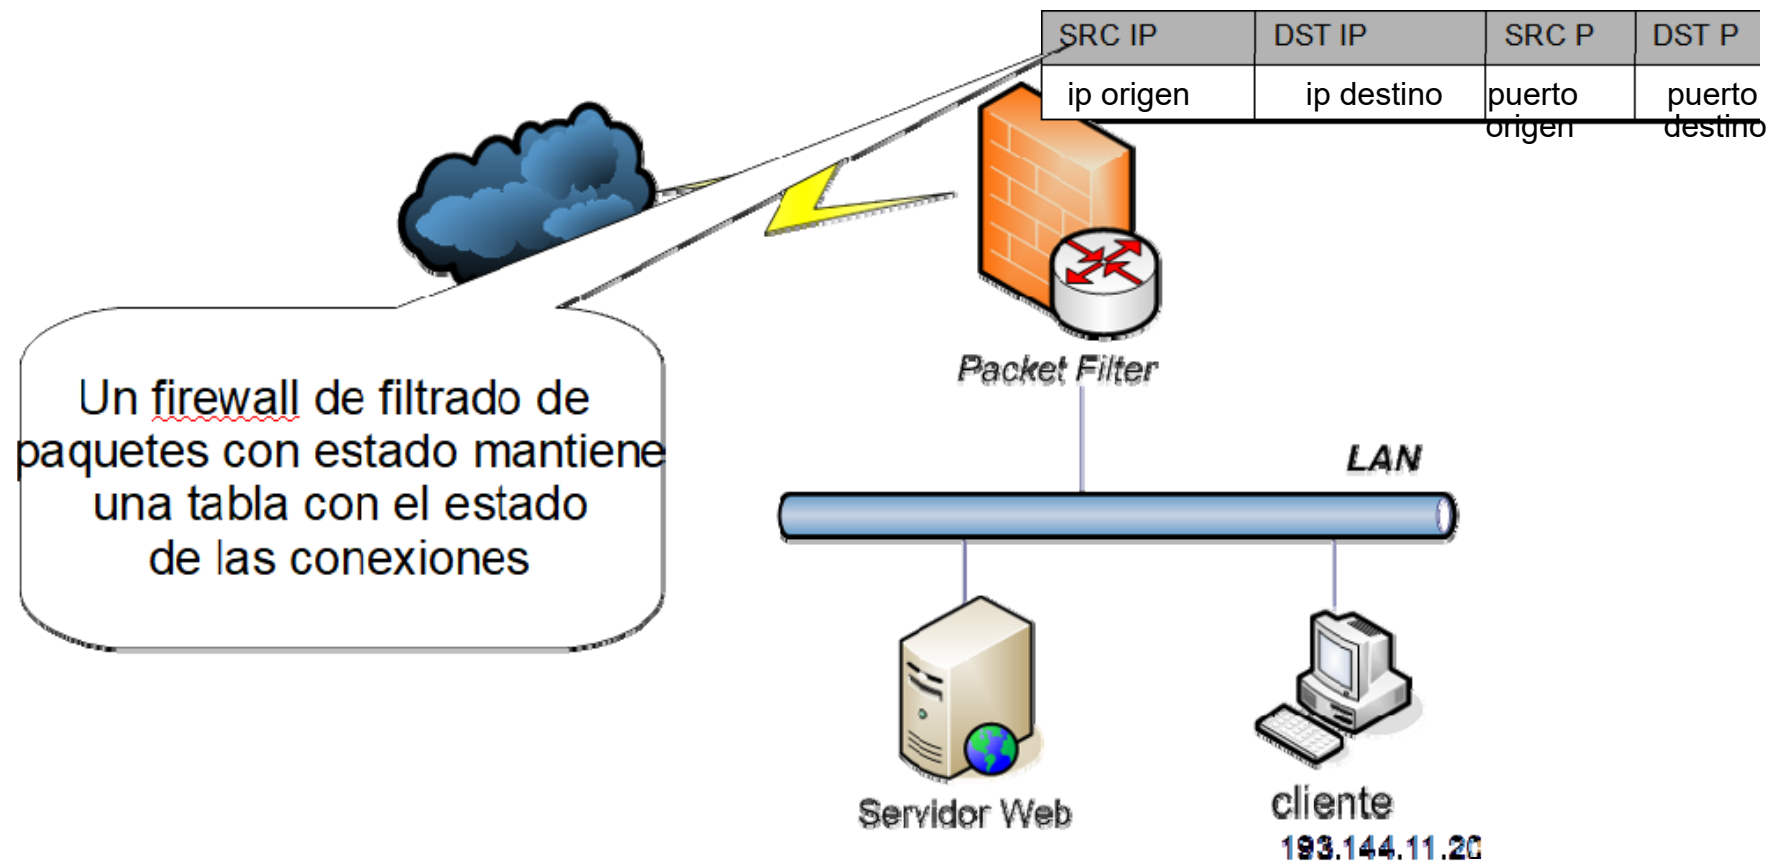 SRC IP DST IP SRC P DST P
ip origen ip destino puerto origen puerto destino
Packet Filter
Un firewall de filtrado de
paquetes con estado mantiene
una tabla con el estado
de las conexiones
LAN
Servidor Web
cliente
193.144.11.20